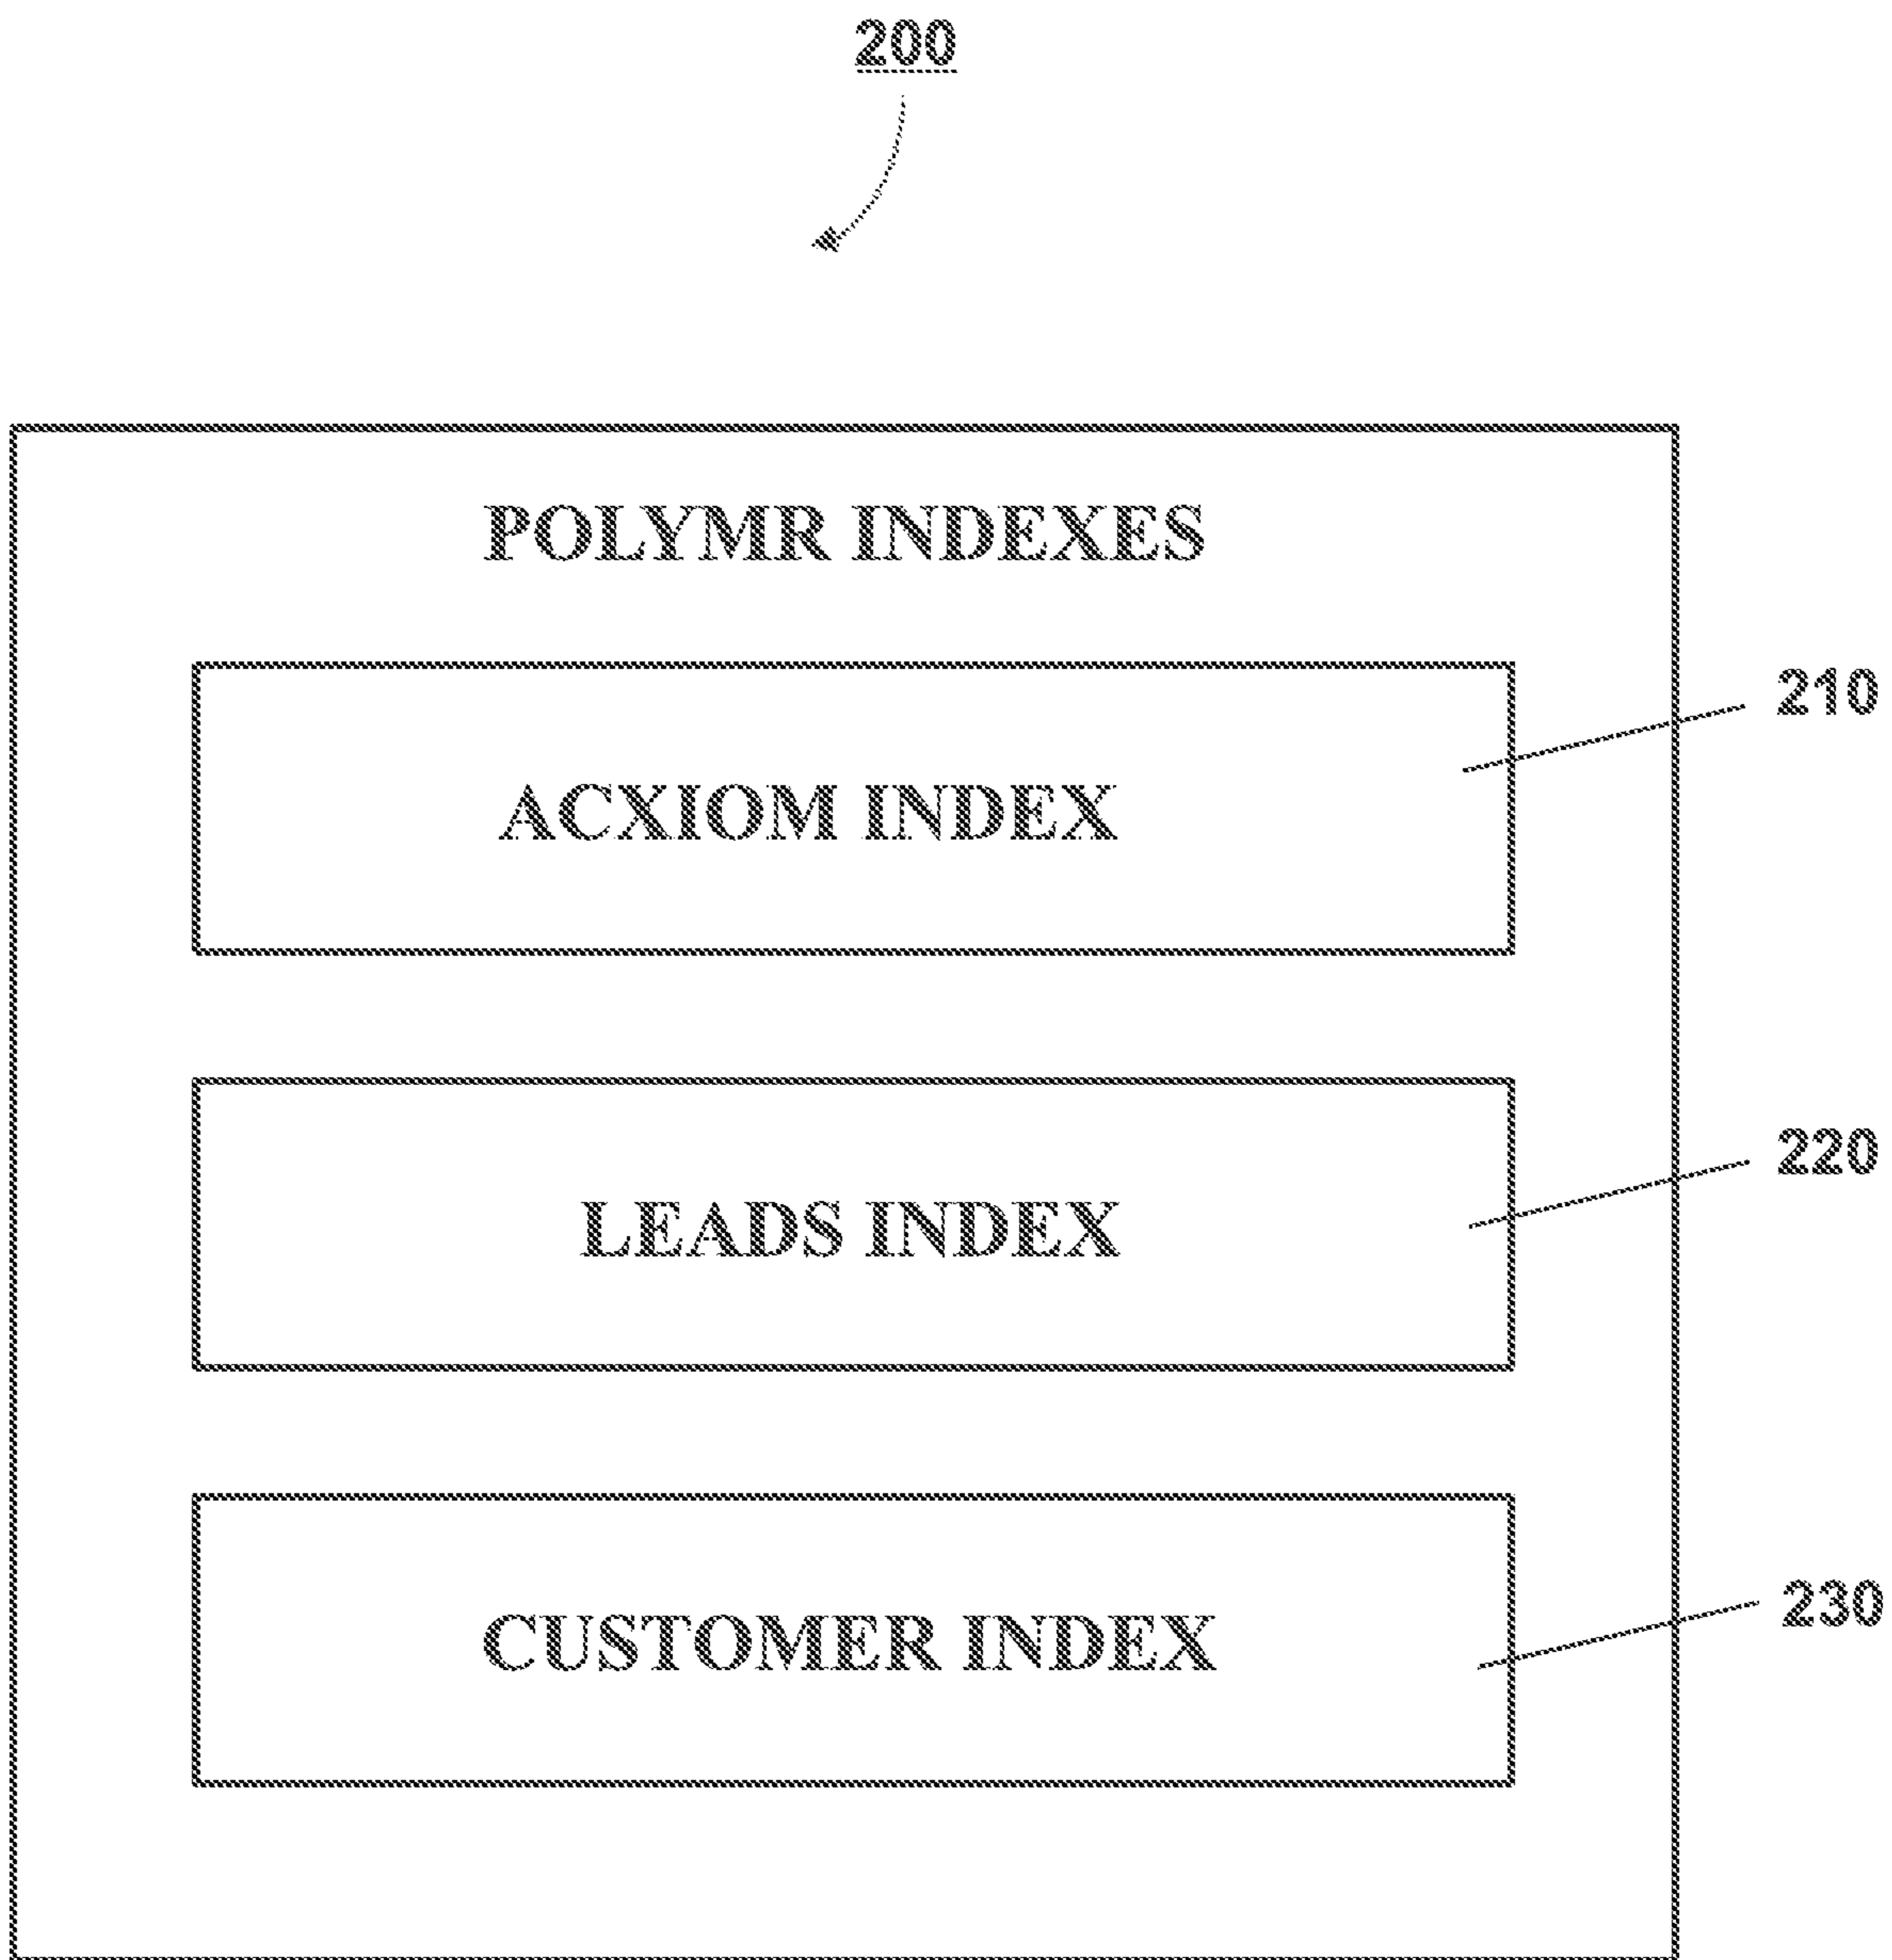 200
POLYMR INDEXES
210
ACXIOM INDEX
220
LEADS INDEX
230
CUSTOMER INDEX